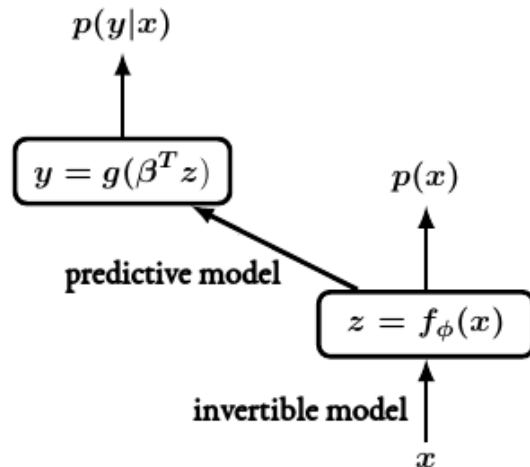 p(y|x)
y = g(β^T z)
p(x)
predictive model
z = f_ϕ(x)
invertible model
x